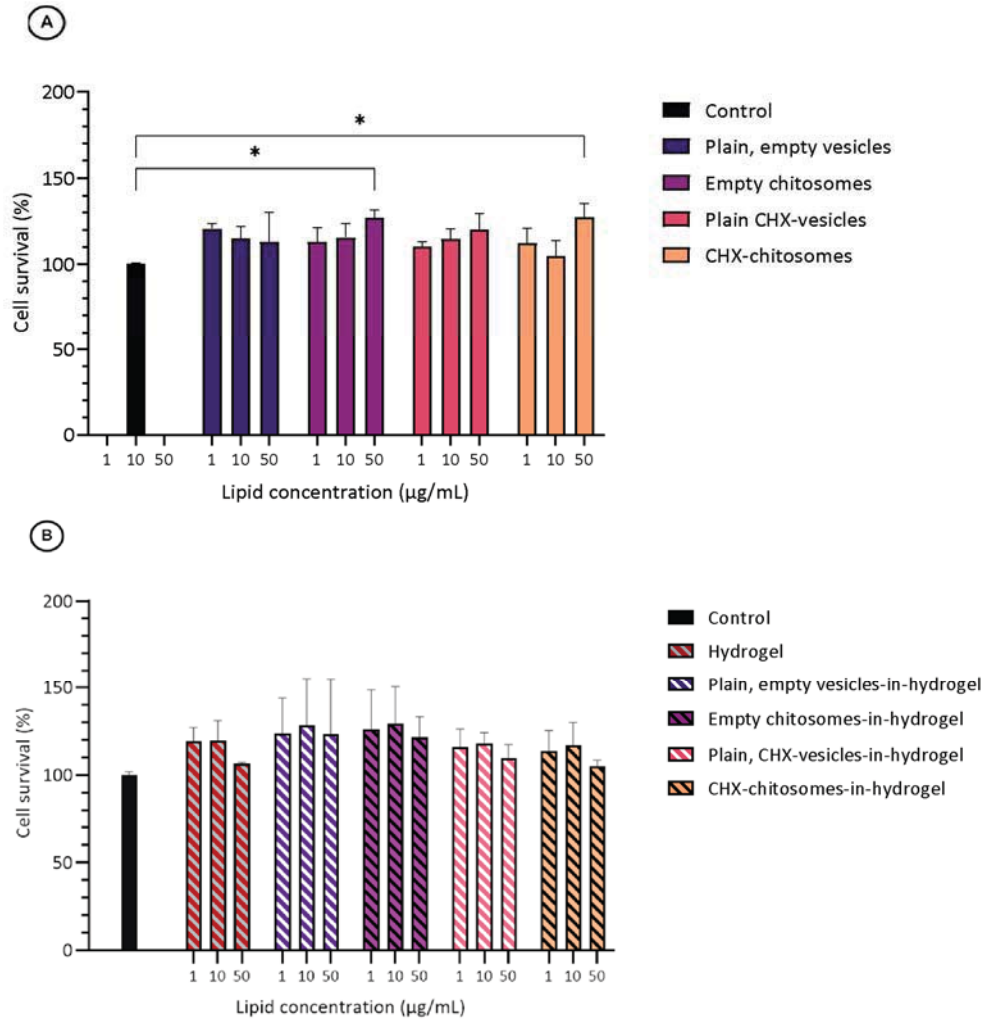 A
200
150
100
50
0
Cell survival (%)
*
*
1 10 50 1 10 50 1 10 50 1 10 50 1 10 50
Lipid concentration (µg/mL)
Control
Plain, empty vesicles
Empty chitosomes
Plain CHX-vesicles
CHX-chitosomes
B
200
150
100
50
0
Cell survival (%)
1 10 50 1 10 50 1 10 50 1 10 50 1 10 50
Lipid concentration (µg/mL)
Control
Hydrogel
Plain, empty vesicles-in-hydrogel
Empty chitosomes-in-hydrogel
Plain, CHX-vesicles-in-hydrogel
CHX-chitosomes-in-hydrogel